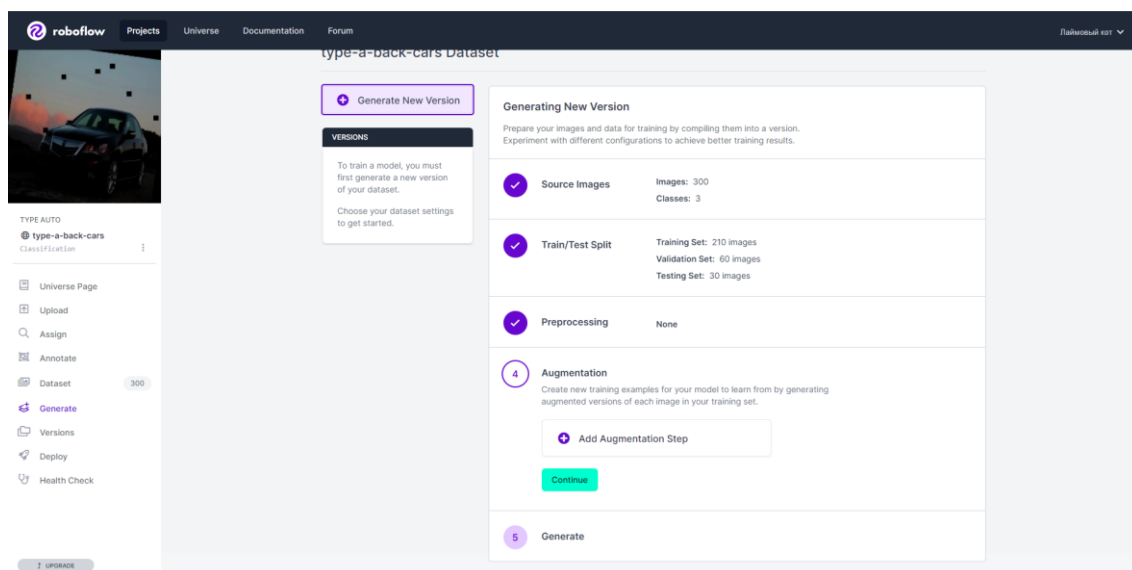 roboflow
Projects
Universe
Documentation
Forum
Лаймовый кот
type-a-back-cars Dataset
TYPE AUTO
type-a-back-cars
Classification
Universe Page
Upload
Assign
Annotate
Dataset 300
Generate
Versions
Deploy
Health Check
UPGRADE
Generate New Version
VERSIONS
To train a model, you must
first generate a new version
of your dataset.
Choose your dataset settings
to get started.
Generating New Version
Prepare your images and data for training by compiling them into a version.
Experiment with different configurations to achieve better training results.
Source Images
Images: 300
Classes: 3
Train/Test Split
Training Set: 210 images
Validation Set: 60 images
Testing Set: 30 images
Preprocessing
None
4
Augmentation
Create new training examples for your model to learn from by generating
augmented versions of each image in your training set.
Add Augmentation Step
Continue
5
Generate